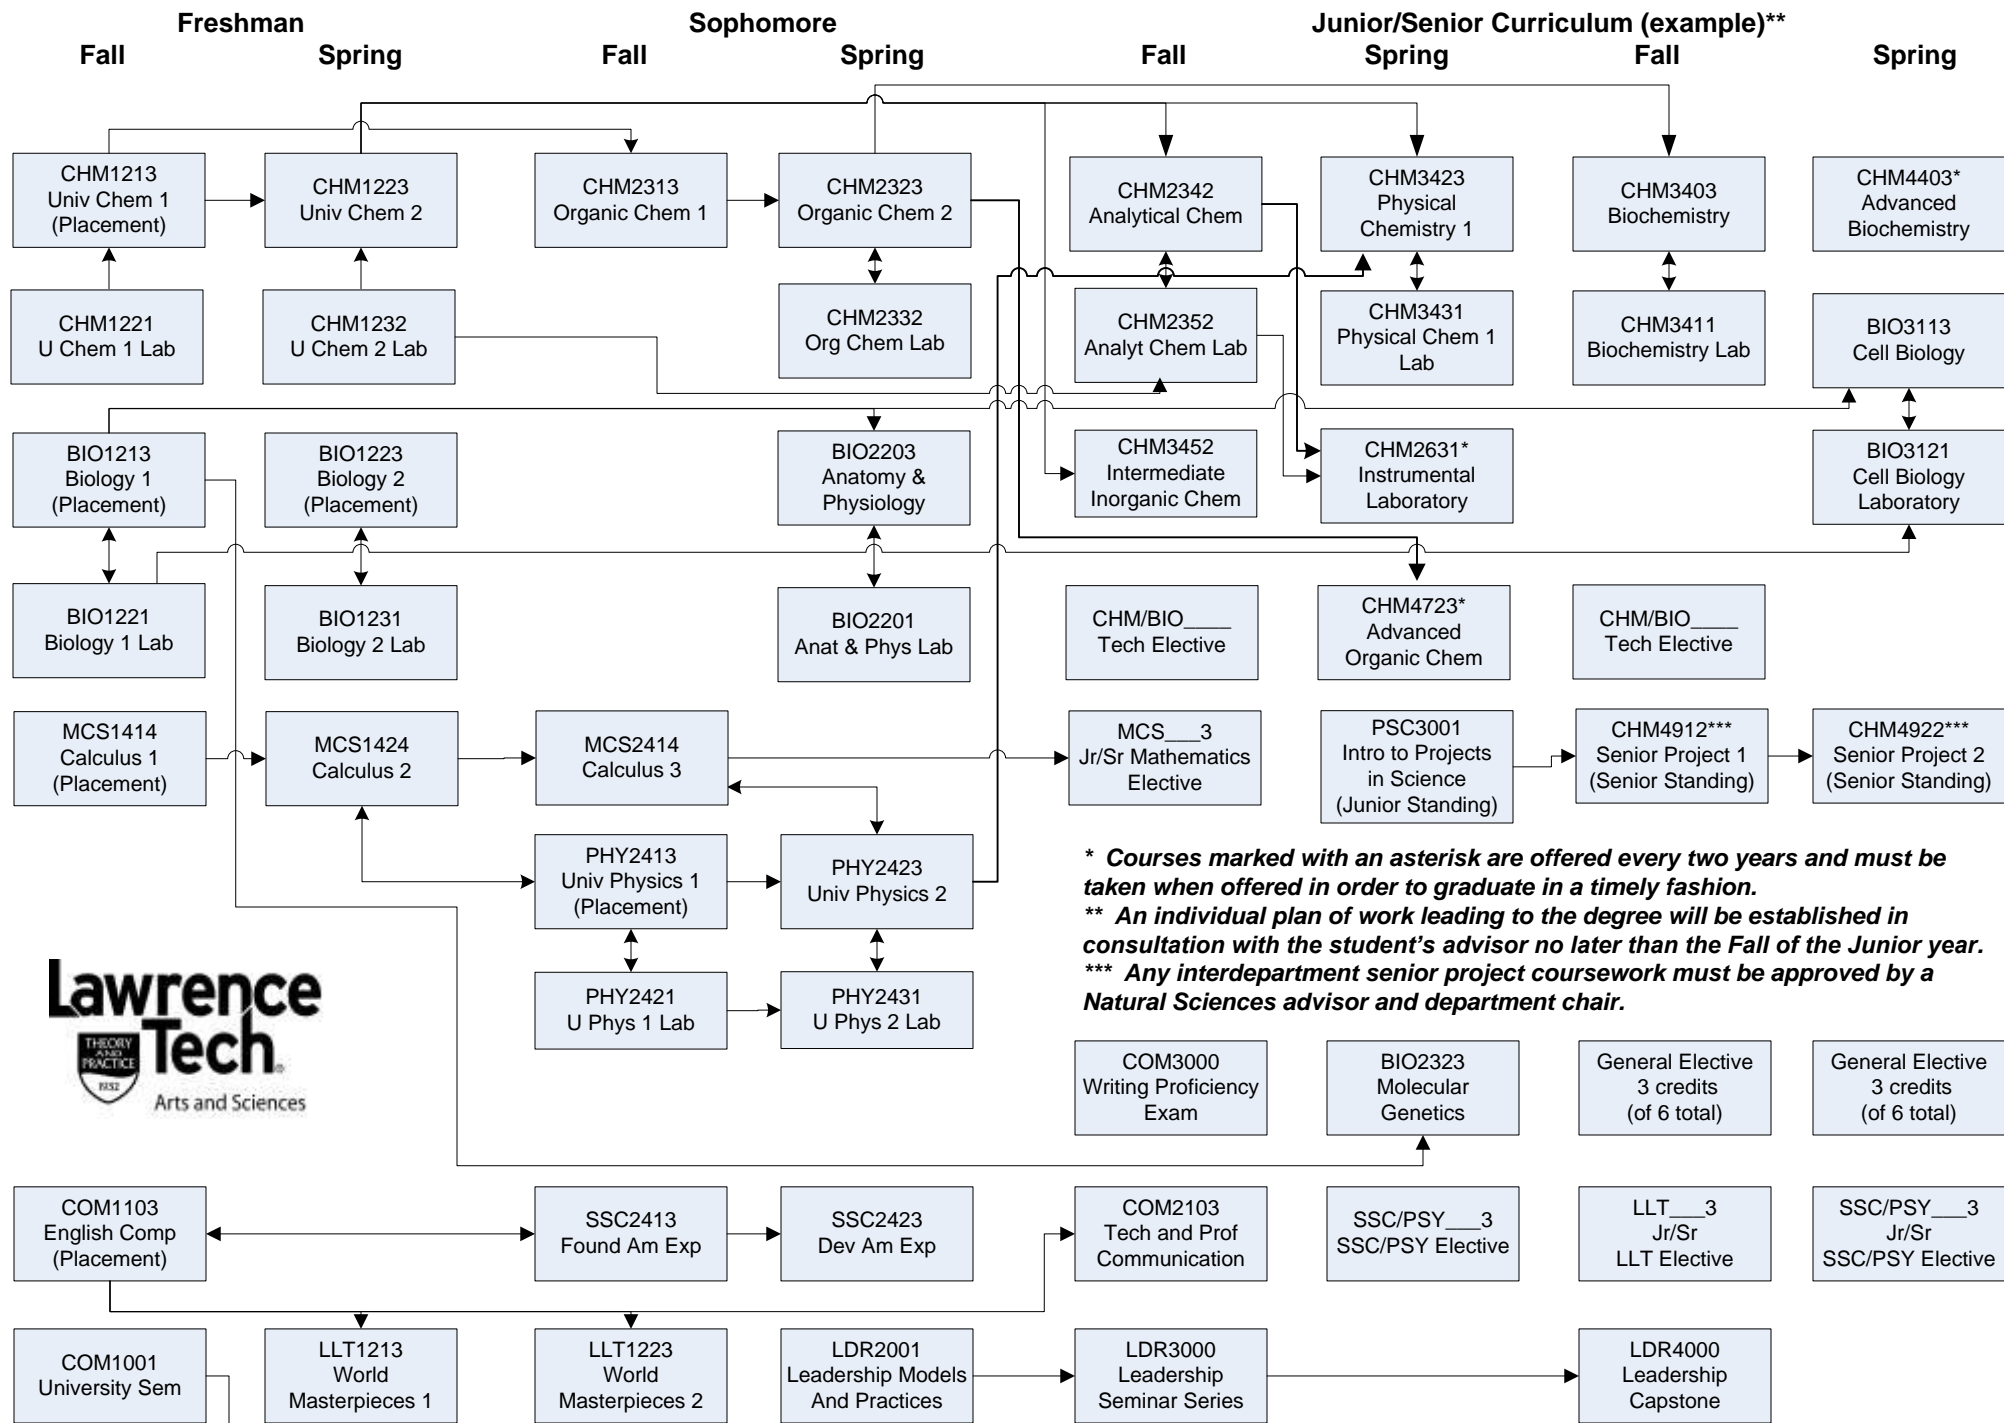 Freshman
Sophomore
Junior/Senior Curriculum (example)**
Fall
Spring
Fall
Spring
Fall
Spring
Fall
Spring
CHM1213
Univ Chem 1
(Placement)
CHM1223
Univ Chem 2
CHM2313
Organic Chem 1
CHM2323
Organic Chem 2
CHM2342
Analytical Chem
CHM3423
Physical
Chemistry 1
CHM3403
Biochemistry
CHM4403*
Advanced
Biochemistry
CHM1221
U Chem 1 Lab
CHM1232
U Chem 2 Lab
CHM2332
Org Chem Lab
CHM2352
Analyt Chem Lab
CHM3431
Physical Chem 1
Lab
CHM3411
Biochemistry Lab
BIO3113
Cell Biology
BIO1213
Biology 1
(Placement)
BIO1223
Biology 2
(Placement)
BIO2203
Anatomy &
Physiology
CHM3452
Intermediate
Inorganic Chem
CHM2631*
Instrumental
Laboratory
BIO3121
Cell Biology
Laboratory
BIO1221
Biology 1 Lab
BIO1231
Biology 2 Lab
BIO2201
Anat & Phys Lab
CHM/BIO____
Tech Elective
CHM4723*
Advanced
Organic Chem
CHM/BIO____
Tech Elective
MCS1414
Calculus 1
(Placement)
MCS1424
Calculus 2
MCS2414
Calculus 3
MCS___3
Jr/Sr Mathematics
Elective
PSC3001
Intro to Projects
in Science
(Junior Standing)
CHM4912***
Senior Project 1
(Senior Standing)
CHM4922***
Senior Project 2
(Senior Standing)
PHY2413
Univ Physics 1
(Placement)
PHY2423
Univ Physics 2
* Courses marked with an asterisk are offered every two years and must be
taken when offered in order to graduate in a timely fashion.
** An individual plan of work leading to the degree will be established in
consultation with the student's advisor no later than the Fall of the Junior year.
*** Any interdepartment senior project coursework must be approved by a
Natural Sciences advisor and department chair.
PHY2421
U Phys 1 Lab
PHY2431
U Phys 2 Lab
Lawrence
Tech
THEORY
AND
PRACTICE
1932
Arts and Sciences
COM3000
Writing Proficiency
Exam
BIO2323
Molecular
Genetics
General Elective
3 credits
(of 6 total)
General Elective
3 credits
(of 6 total)
COM1103
English Comp
(Placement)
SSC2413
Found Am Exp
SSC2423
Dev Am Exp
COM2103
Tech and Prof
Communication
SSC/PSY___3
SSC/PSY Elective
LLT___3
Jr/Sr
LLT Elective
SSC/PSY___3
Jr/Sr
SSC/PSY Elective
COM1001
University Sem
LLT1213
World
Masterpieces 1
LLT1223
World
Masterpieces 2
LDR2001
Leadership Models
And Practices
LDR3000
Leadership
Seminar Series
LDR4000
Leadership
Capstone